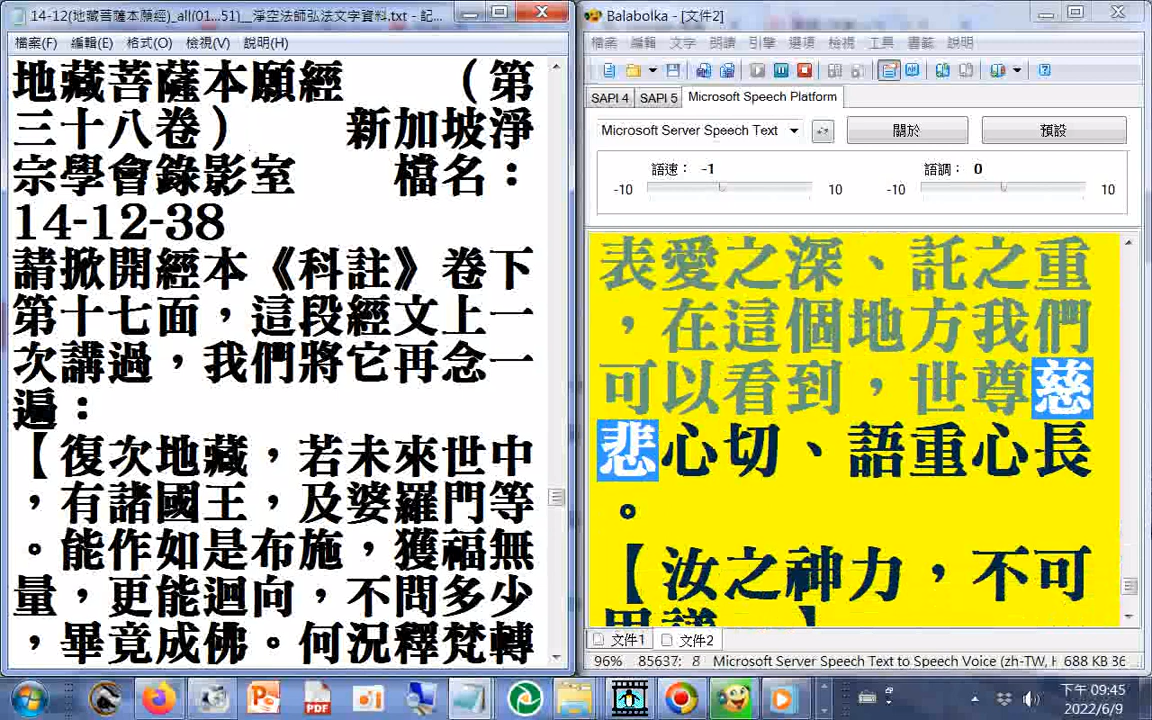 14-12(地藏菩薩本願經)_all(01...51)__淨空法師弘法文字資料.txt - 記...
檔案(F) 編輯(E) 格式(O) 檢視(V) 說明(H)
地藏菩薩本願經 （第
三十八卷） 新加坡淨
宗學會錄影室 檔名：
14-12-38
請掀開經本《科註》卷下
第十七面，這段經文上一
次講過，我們將它再念一
遍：
【復次地藏，若未來世中
，有諸國王，及婆羅門等
。能作如是布施，獲福無
量，更能迴向，不問多少
，畢竟成佛。何況釋梵轉
Balabolka - [文件2]
檔案 編輯 文字 朗讀 引擎 選項 檢視 工具 書籤 說明
SAPI 4 SAPI 5 Microsoft Speech Platform
Microsoft Server Speech Text 關於 預設
語速： -1 語調： 0
-10 10 -10 10
表愛之深、託之重
，在這個地方我們
可以看到，世尊慈
悲心切、語重心長
。
【汝之神力，不可
思議。】
文件1 文件2
96% 85637: 8 Microsoft Server Speech Text to Speech Voice (zh-TW, H 688 KB 36
下午 09:45
2022/6/9